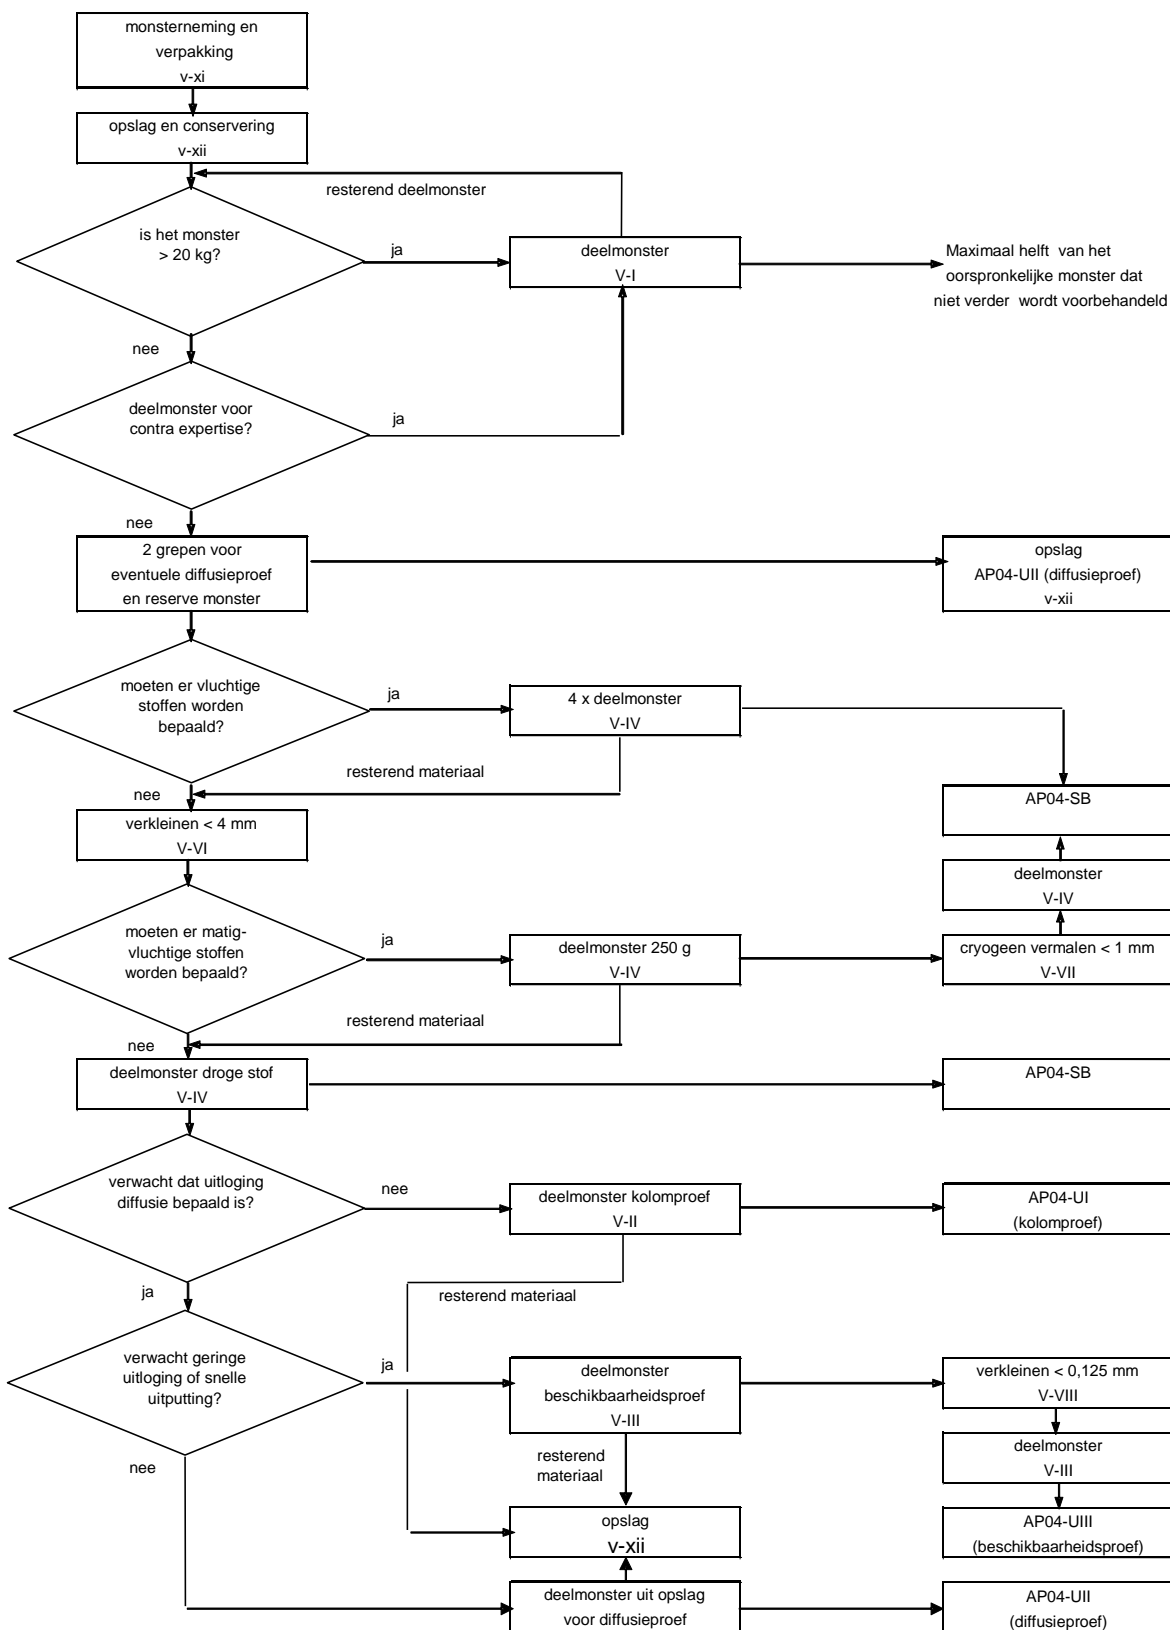 monsterneming en
verpakking
v-xi
opslag en conservering
v-xii
resterend deelmonster
is het monster
> 20 kg?
ja
deelmonster
V-I
Maximaal helft van het
oorspronkelijke monster dat
niet verder wordt voorbehandeld
nee
deelmonster voor
contra expertise?
ja
nee
2 grepen voor
eventuele diffusieproef
en reserve monster
opslag
AP04-UII (diffusieproef)
v-xii
moeten er vluchtige
stoffen worden
bepaald?
ja
4 x deelmonster
V-IV
resterend materiaal
nee
AP04-SB
verkleinen < 4 mm
V-VI
deelmonster
V-IV
moeten er matig-
vluchtige stoffen
worden bepaald?
ja
deelmonster 250 g
V-IV
cryogeen vermalen < 1 mm
V-VII
resterend materiaal
nee
deelmonster droge stof
V-IV
AP04-SB
verwacht dat uitloging
diffusie bepaald is?
nee
deelmonster kolomproef
V-II
AP04-UI
(kolomproef)
resterend materiaal
ja
verwacht geringe
uitloging of snelle
uitputting?
ja
deelmonster
beschikbaarheidsproef
V-III
verkleinen < 0,125 mm
V-VIII
resterend
materiaal
deelmonster
V-III
nee
opslag
v-xii
AP04-UIII
(beschikbaarheidsproef)
deelmonster uit opslag
voor diffusieproef
AP04-UII
(diffusieproef)